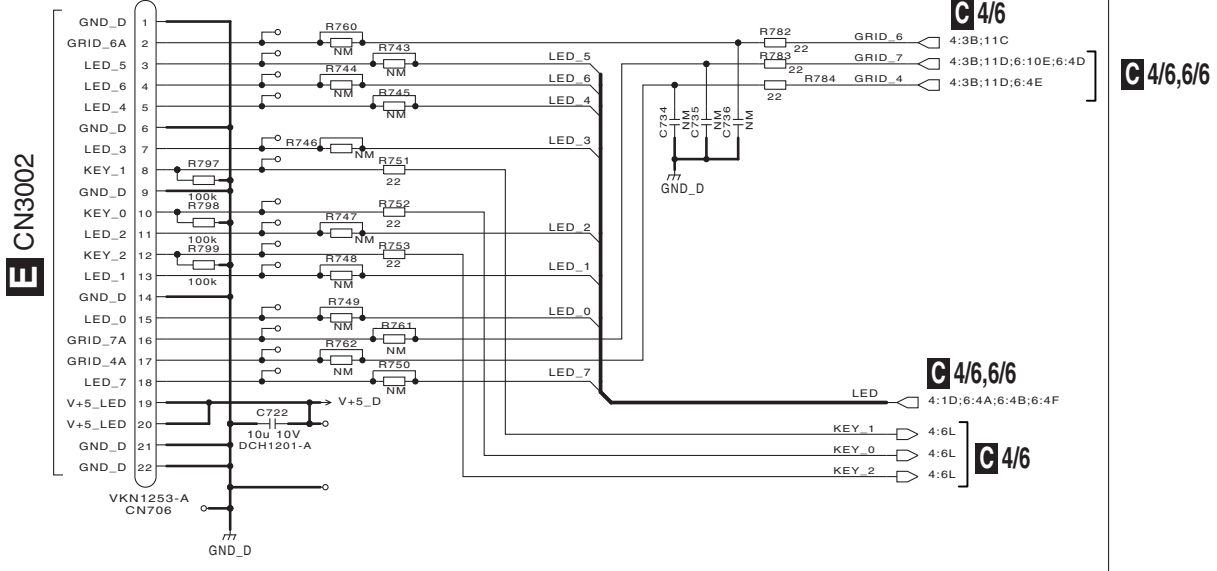 C 4/6
GND_D 1
R760
R782
GRID_6
4:3B;11C
GRID_6A 2
NM
R743
22
R783
GRID_7
4:3B;11D;6:10E;6:4D
C 4/6,6/6
LED_5 3
NM
LED_5
22
R744
R784
GRID_4
4:3B;11D;6:4E
LED_6 4
NM
LED_6
22
R745
LED_4 5
NM
LED_4
C734
NM
C735
NM
C736
NM
GND_D 6
LED_3 7
R746
NM
LED_3
KEY_1 8
R797
100k
R751
22
GND_D
GND_D 9
KEY_0 10
R798
100k
R752
22
LED_2 11
R747
NM
LED_2
KEY_2 12
R799
100k
R753
22
LED_1 13
R748
NM
LED_1
GND_D 14
LED_0 15
R749
NM
LED_0
GRID_7A 16
R761
NM
GRID_4A 17
R762
NM
LED_7 18
R750
NM
LED_7
C 4/6,6/6
V+5_LED 19
V+5_D
LED
4:1D;6:4A;6:4B;6:4F
V+5_LED 20
C722
10u 10V
DCH1201-A
KEY_1
4:6L
GND_D 21
KEY_0
4:6L
C 4/6
GND_D 22
KEY_2
4:6L
VKN1253-A
CN706
GND_D
E CN3002